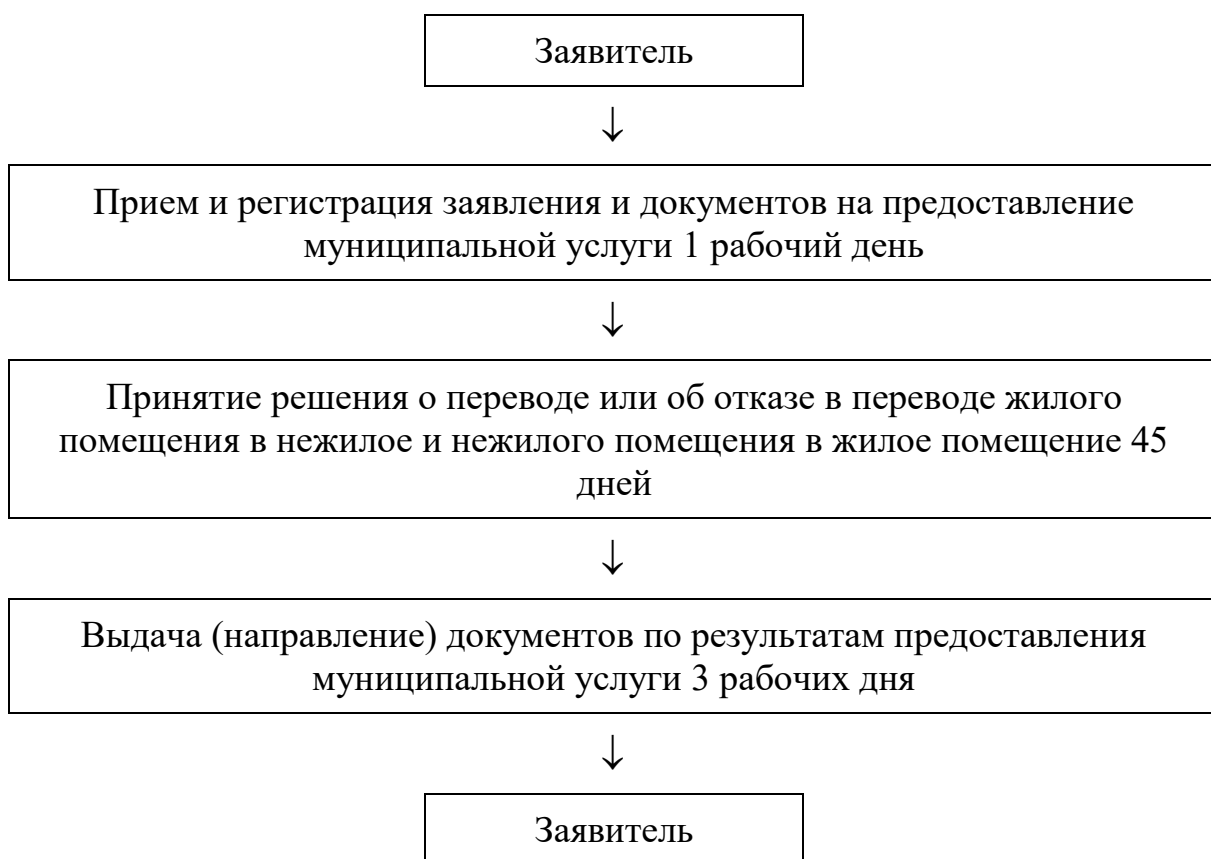 Заявитель
↓
Прием и регистрация заявления и документов на предоставление
муниципальной услуги 1 рабочий день
↓
Принятие решения о переводе или об отказе в переводе жилого
помещения в нежилое и нежилого помещения в жилое помещение 45
дней
↓
Выдача (направление) документов по результатам предоставления
муниципальной услуги 3 рабочих дня
↓
Заявитель